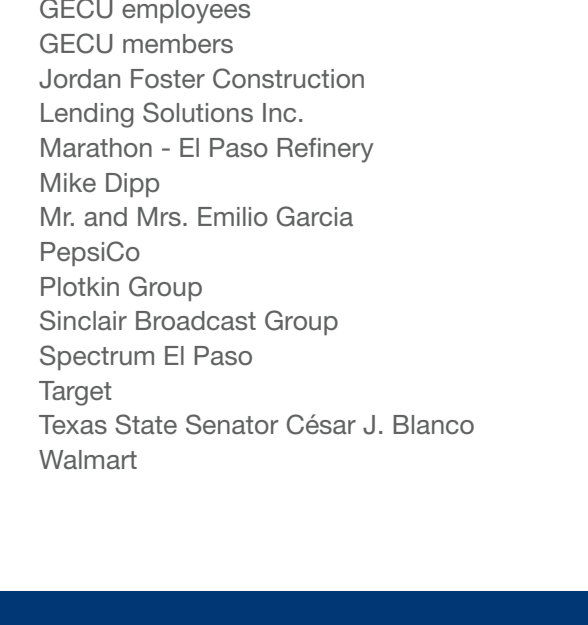 GECU employees
GECU members
Jordan Foster Construction
Lending Solutions Inc.
Marathon - El Paso Refinery
Mike Dipp
Mr. and Mrs. Emilio Garcia
PepsiCo
Plotkin Group
Sinclair Broadcast Group
Spectrum El Paso
Target
Texas State Senator César J. Blanco
Walmart